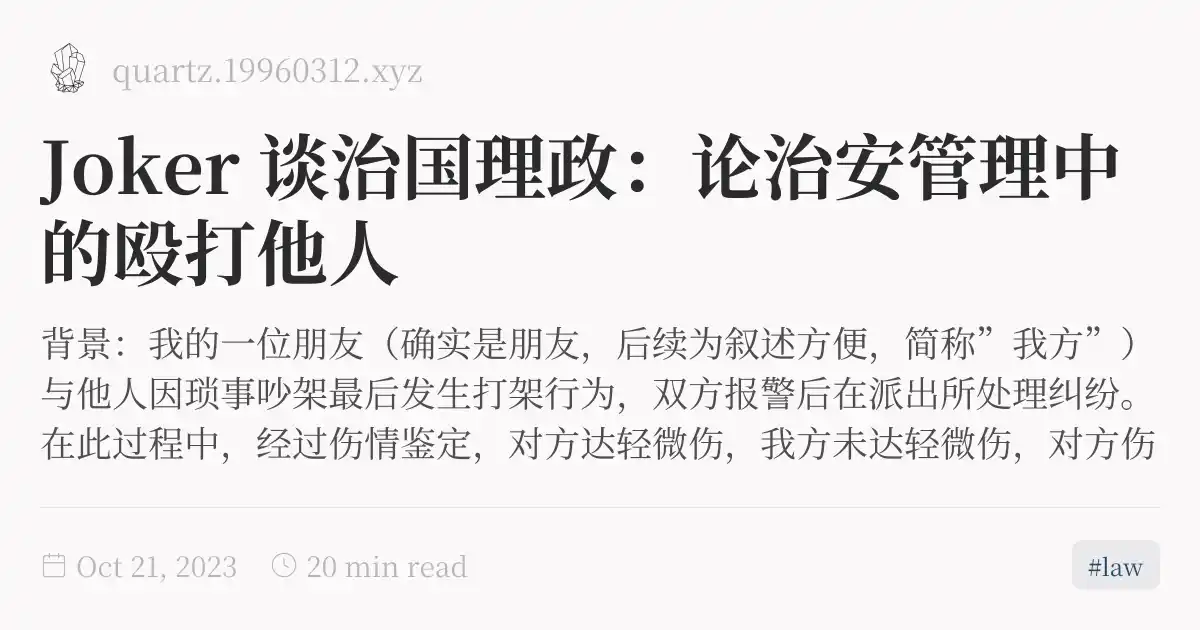 quartz.19960312.xyz
Joker 谈治国理政：论治安管理中
的殴打他人
背景：我的一位朋友（确实是朋友，后续为叙述方便，简称”我方”）
与他人因琐事吵架最后发生打架行为，双方报警后在派出所处理纠纷。
在此过程中，经过伤情鉴定，对方达轻微伤，我方未达轻微伤，对方伤
Oct 21, 2023 20 min read #law